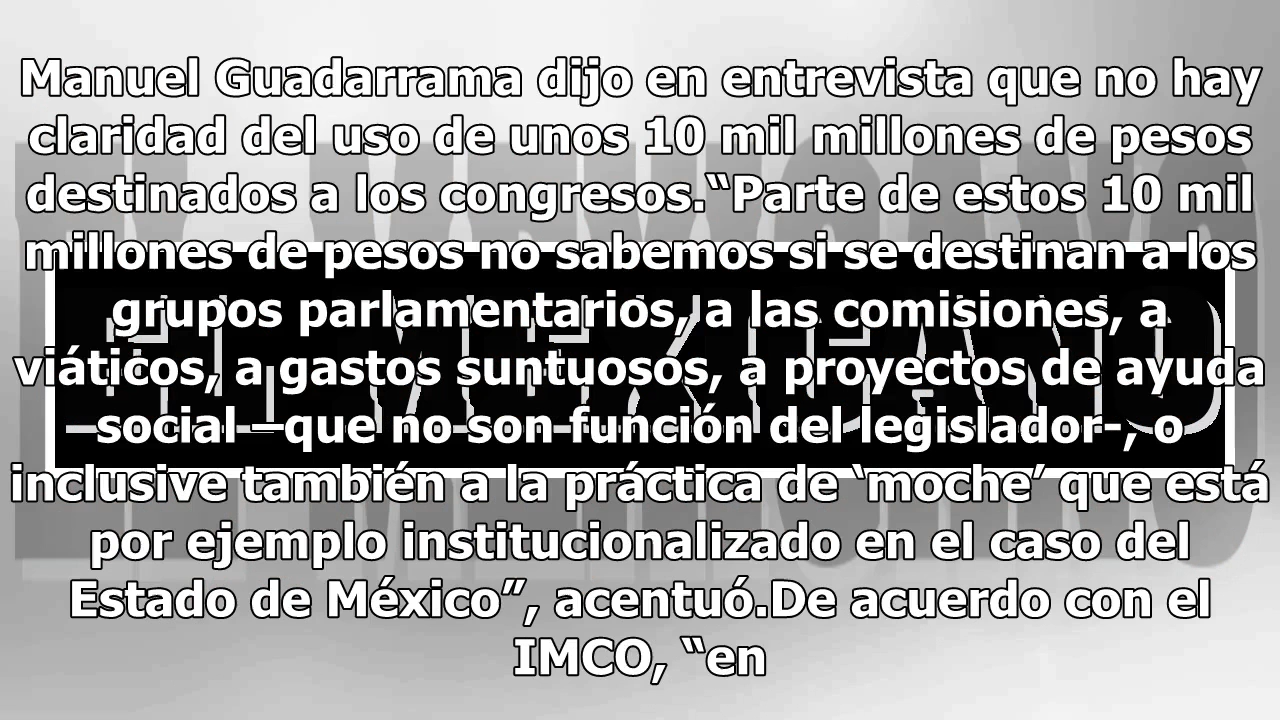 Manuel Guadarrama dijo en entrevista que no hay
claridad del uso de unos 10 mil millones de pesos
destinados a los congresos.“Parte de estos 10 mil
millones de pesos no sabemos si se destinan a los
grupos parlamentarios, a las comisiones, a
viáticos, a gastos suntuosos, a proyectos de ayuda
social —que no son función del legislador-, o
inclusive también a la práctica de ‘moche’ que está
por ejemplo institucionalizado en el caso del
Estado de México”, acentuó.De acuerdo con el
IMCO, “en
EL MEXICANO